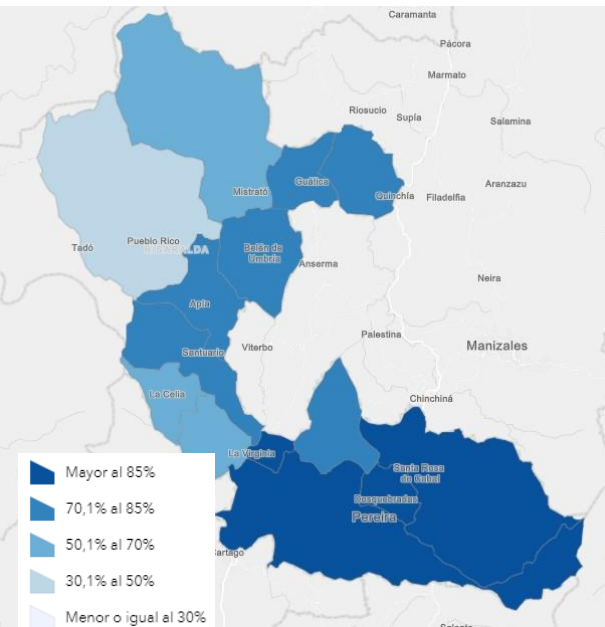 Caramanta
Pácora
Marmato
Riosucio
Supía
Salamina
Mistrató
Guática
Quinchía
Filadelfia
Aranzazu
Tadó
Pueblo Rico
RISARALDA
Belén de
Umbría
Anserma
Neira
Apía
Palestina
Santuario
Viterbo
Manizales
La Celia
Chinchiná
La Virginia
Santa Rosa
de Cabal
Dosquebradas
Pereira
Cartago
Mayor al 85%
70,1% al 85%
50,1% al 70%
30,1% al 50%
Menor o igual al 30%